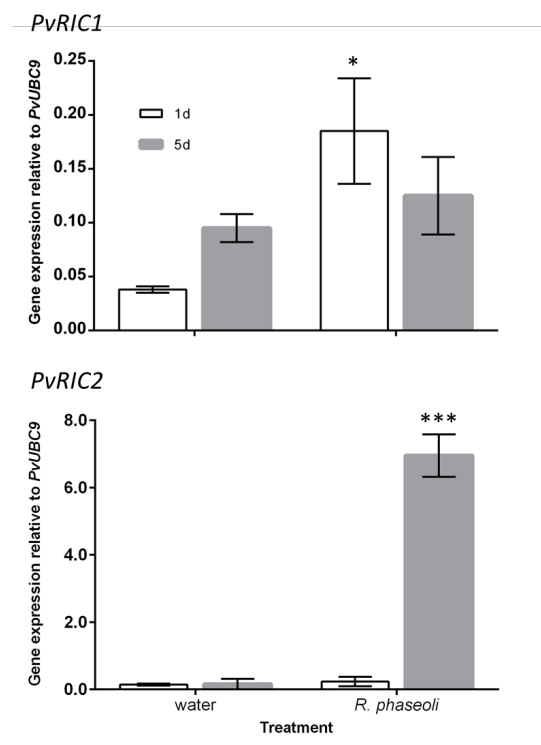 PvRIC1
Gene expression relative to PvUBC9
0.25
0.20
0.15
0.10
0.05
0.00
1d
5d
*
PvRIC2
Gene expression relative to PvUBC9
8.0
6.0
4.0
2.0
0.0
***
water
R. phaseoli
Treatment